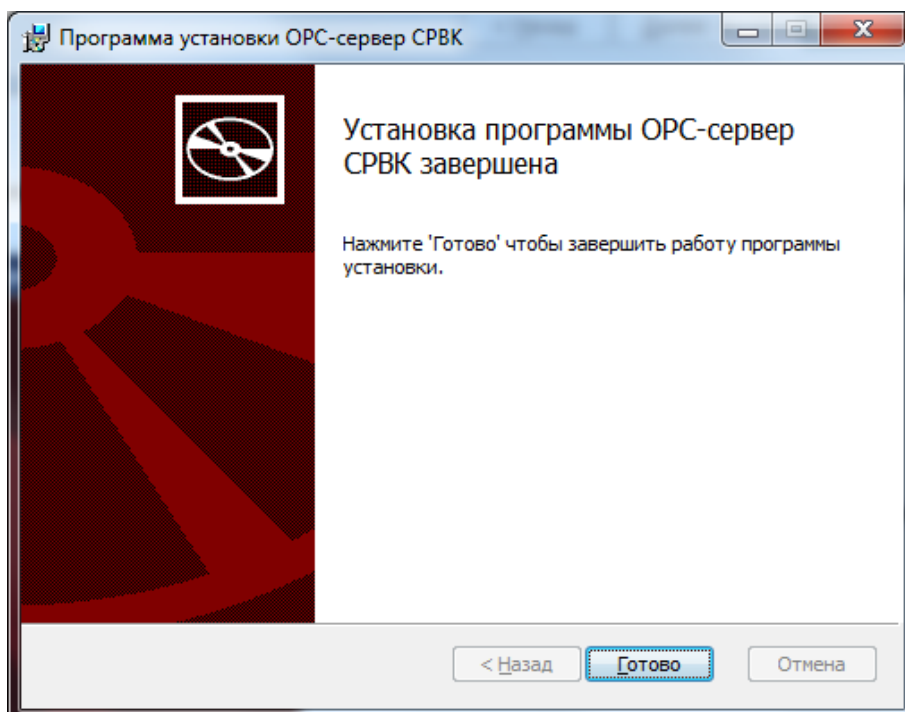 Программа установки OPC-сервер СРВК
Установка программы OPC-сервер
СРВК завершена
Нажмите 'Готово' чтобы завершить работу программы
установки.
< Назад
Готово
Отмена